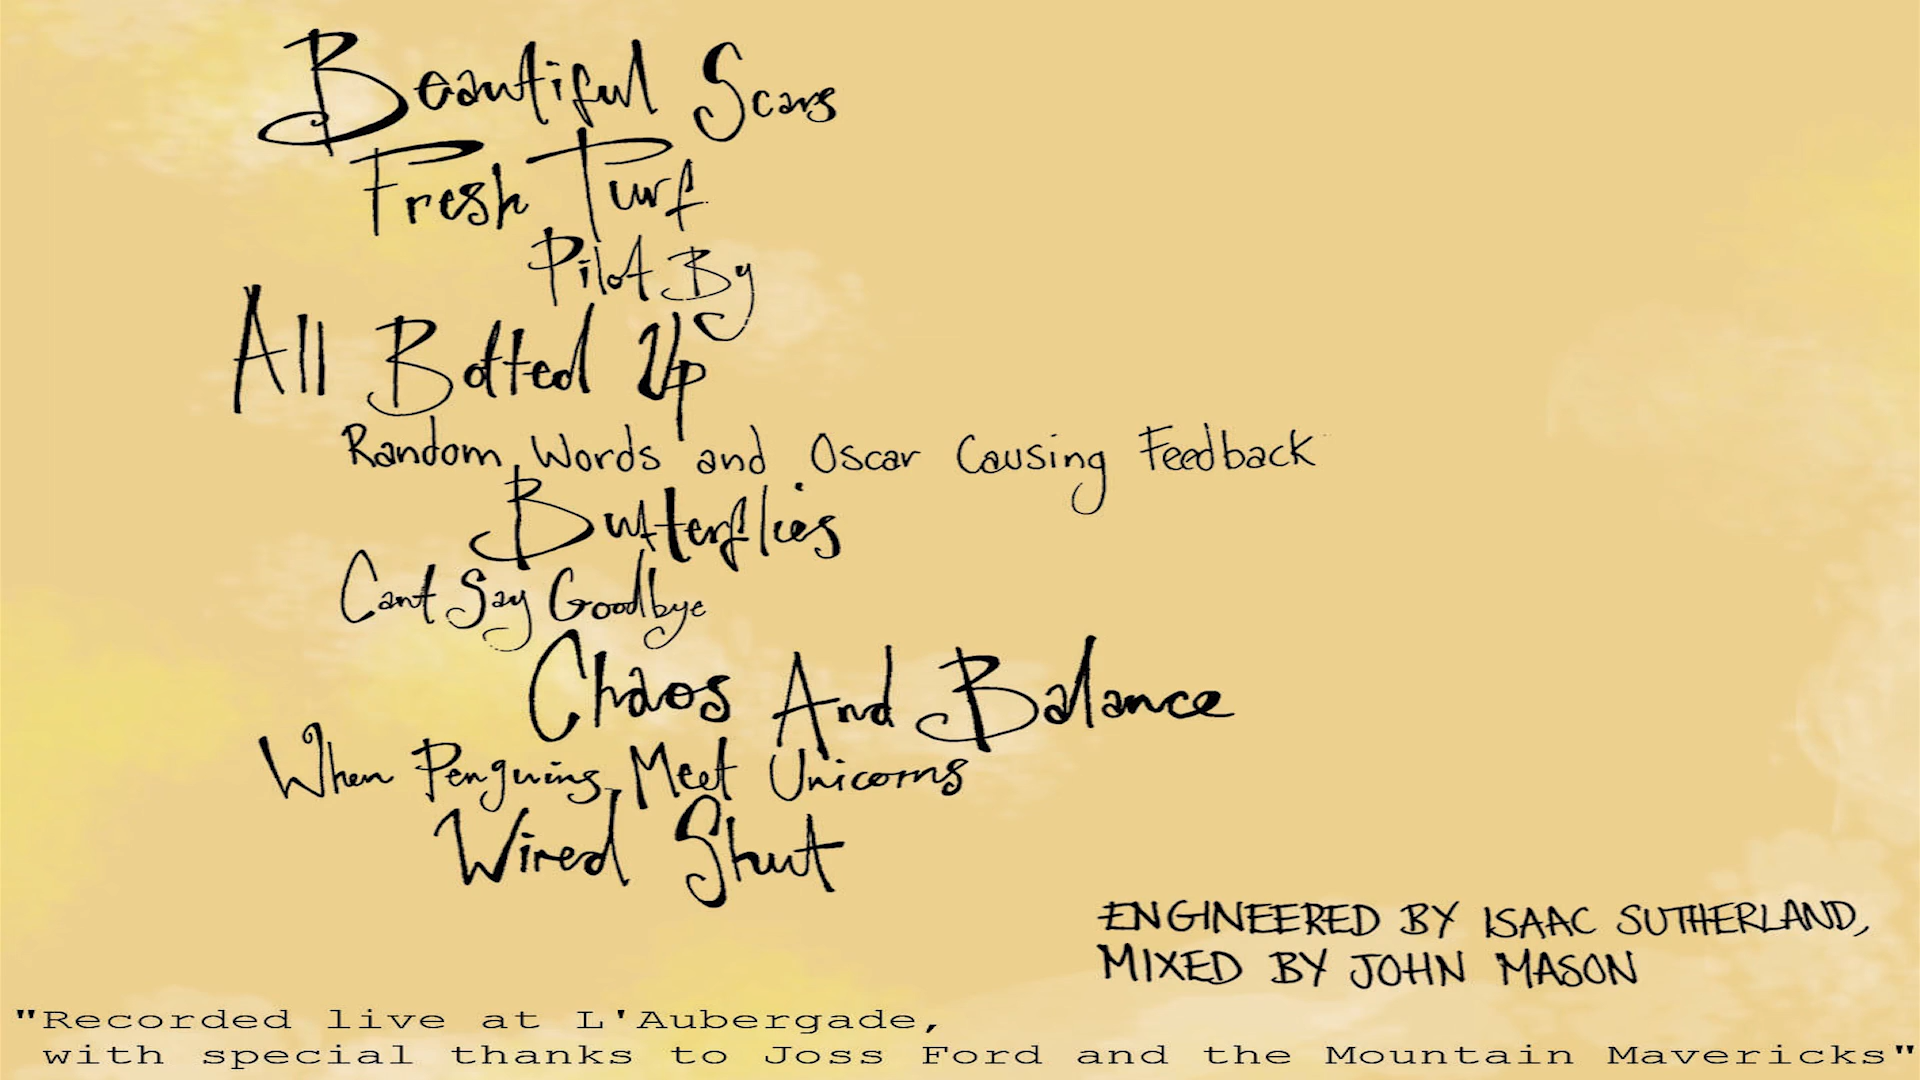 Beautiful Scars
Fresh Turf
Pilot By
All Botted Up
Random Words and Oscar Causing Feedback
Butterflies
Cant Say Goodbye
Chaos And Balance
When Penguins Meet Unicorns
Wired Shut
ENGINEERED BY ISAAC SUTHERLAND,
MIXED BY JOHN MASON
"Recorded live at L'Aubergade,
with special thanks to Joss Ford and the Mountain Mavericks"